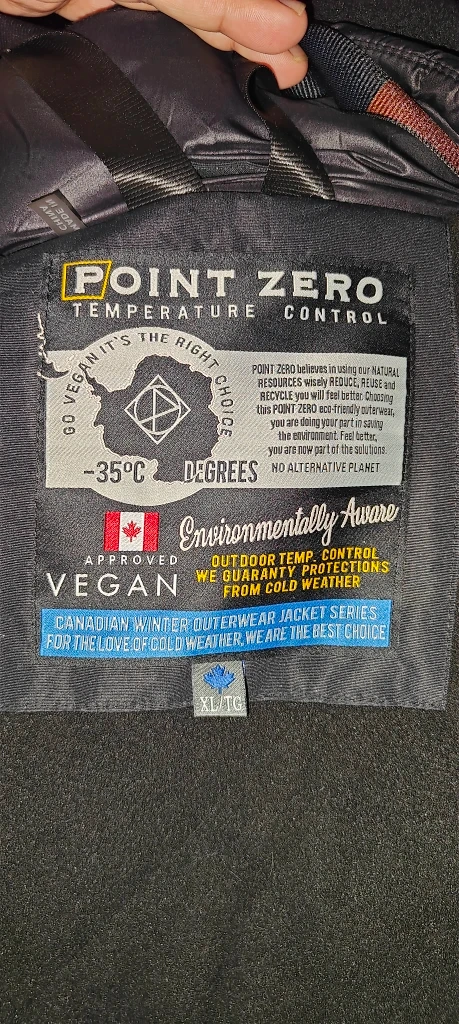 POINT ZERO
TEMPERATURE CONTROL
GO VEGAN IT'S THE RIGHT CHOICE
-35°C DEGREES
POINT ZERO believes in using our NATURAL
RESOURCES wisely REDUCE, REUSE and
RECYCLE you will feel better. Choosing
this POINT ZERO eco-friendly outerwear,
you are doing your part in saving
the environment. Feel better,
you are now part of the solutions.
NO ALTERNATIVE PLANET
APPROVED
VEGAN
Environmentally Aware
OUTDOOR TEMP. CONTROL
WE GUARANTY PROTECTIONS
FROM COLD WEATHER
CANADIAN WINTER OUTERWEAR JACKET SERIES
FOR THE LOVE OF COLD WEATHER, WE ARE THE BEST CHOICE
XL/TG